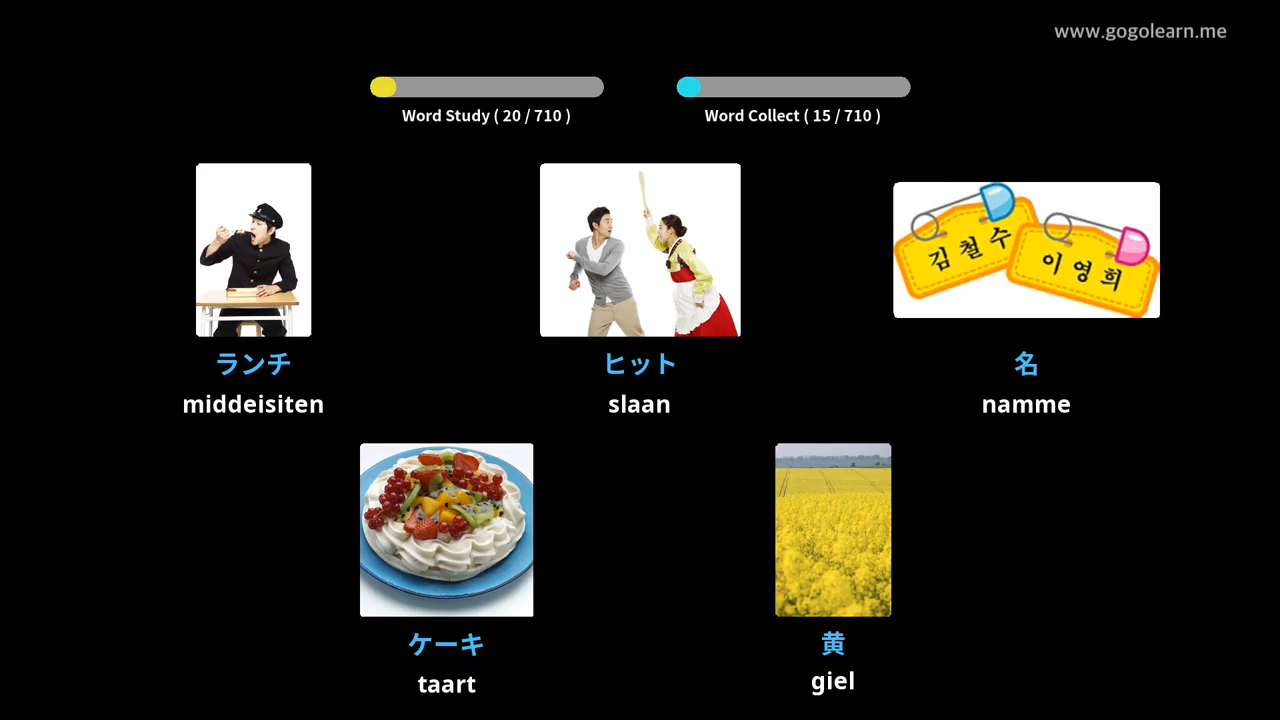 www.gogolearn.me
Word Study ( 20 / 710 )
Word Collect ( 15 / 710 )
김철수
이영희
ランチ
ヒット
名
middeisiten
slaan
namme
ケーキ
黄
taart
giel